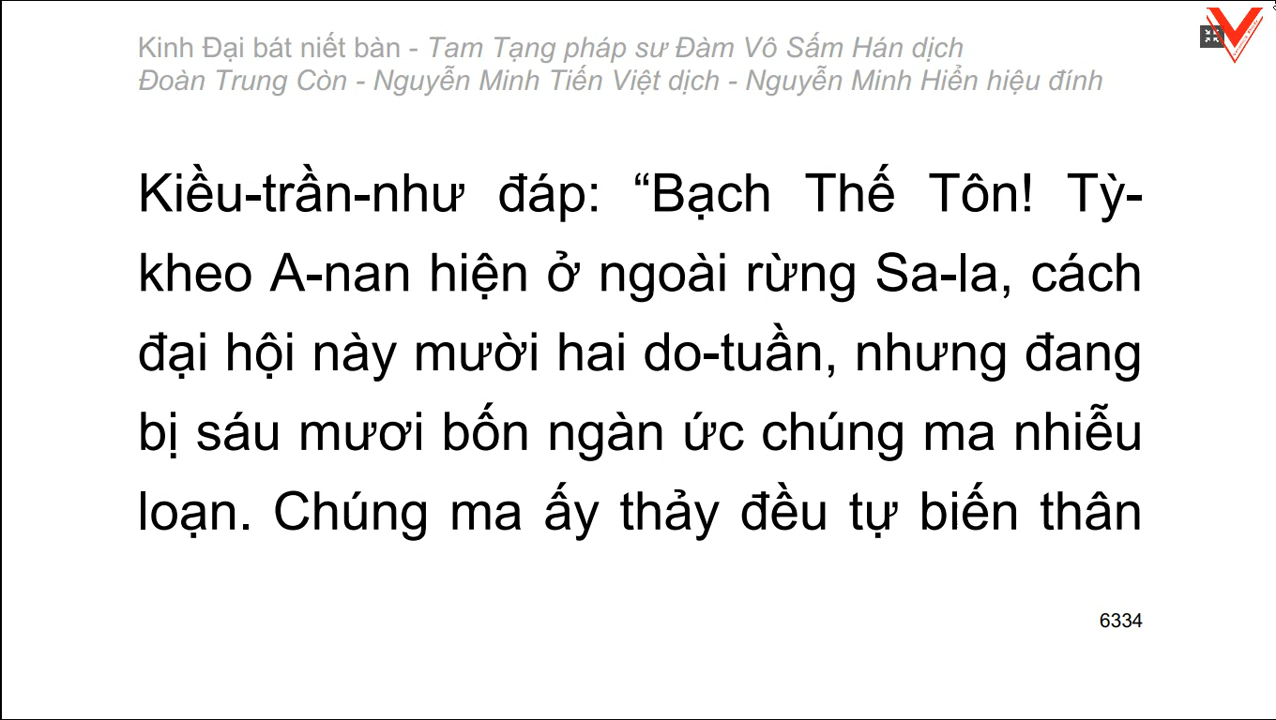 Kinh Đại bát niết bàn - Tam Tạng pháp sư Đàm Vô Sấm Hán dịch
Đoàn Trung Còn - Nguyễn Minh Tiến Việt dịch - Nguyễn Minh Hiển hiệu đính
Kiều-trần-như đáp: “Bạch Thế Tôn! Tỳ-
kheo A-nan hiện ở ngoài rừng Sa-la, cách
đại hội này mười hai do-tuần, nhưng đang
bị sáu mươi bốn ngàn ức chúng ma nhiễu
loạn. Chúng ma ấy thảy đều tự biến thân
6334